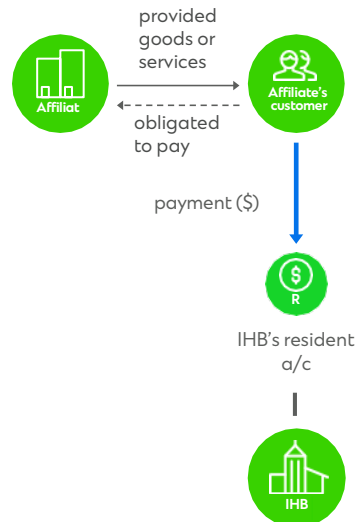 provided
goods or
services
Affiliat
Affiliate's
customer
obligated
to pay
payment ($)
$
R
IHB's resident
a/c
IHB